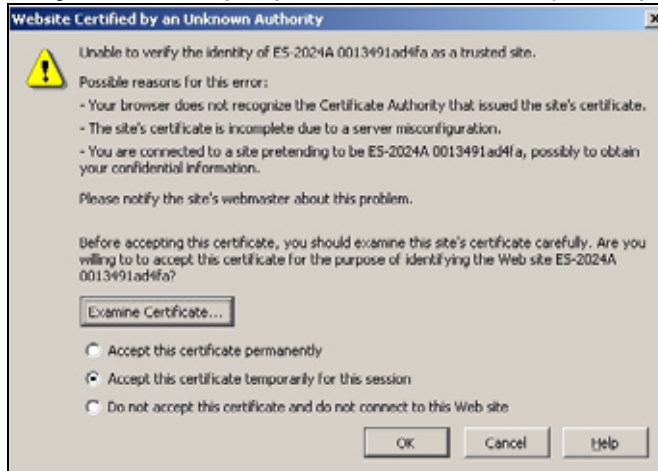 Website Certified by an Unknown Authority
Unable to verify the identity of ES-2024A 0013491ad4fa as a trusted site.
Possible reasons for this error:
- Your browser does not recognize the Certificate Authority that issued the site's certificate.
- The site's certificate is incomplete due to a server misconfiguration.
- You are connected to a site pretending to be ES-2024A 0013491ad4fa, possibly to obtain
your confidential information.
Please notify the site's webmaster about this problem.
Before accepting this certificate, you should examine this site's certificate carefully. Are you
willing to to accept this certificate for the purpose of identifying the Web site ES-2024A
0013491ad4fa?
Examine Certificate...
Accept this certificate permanently
Accept this certificate temporarily for this session
Do not accept this certificate and do not connect to this Web site
OK Cancel Help